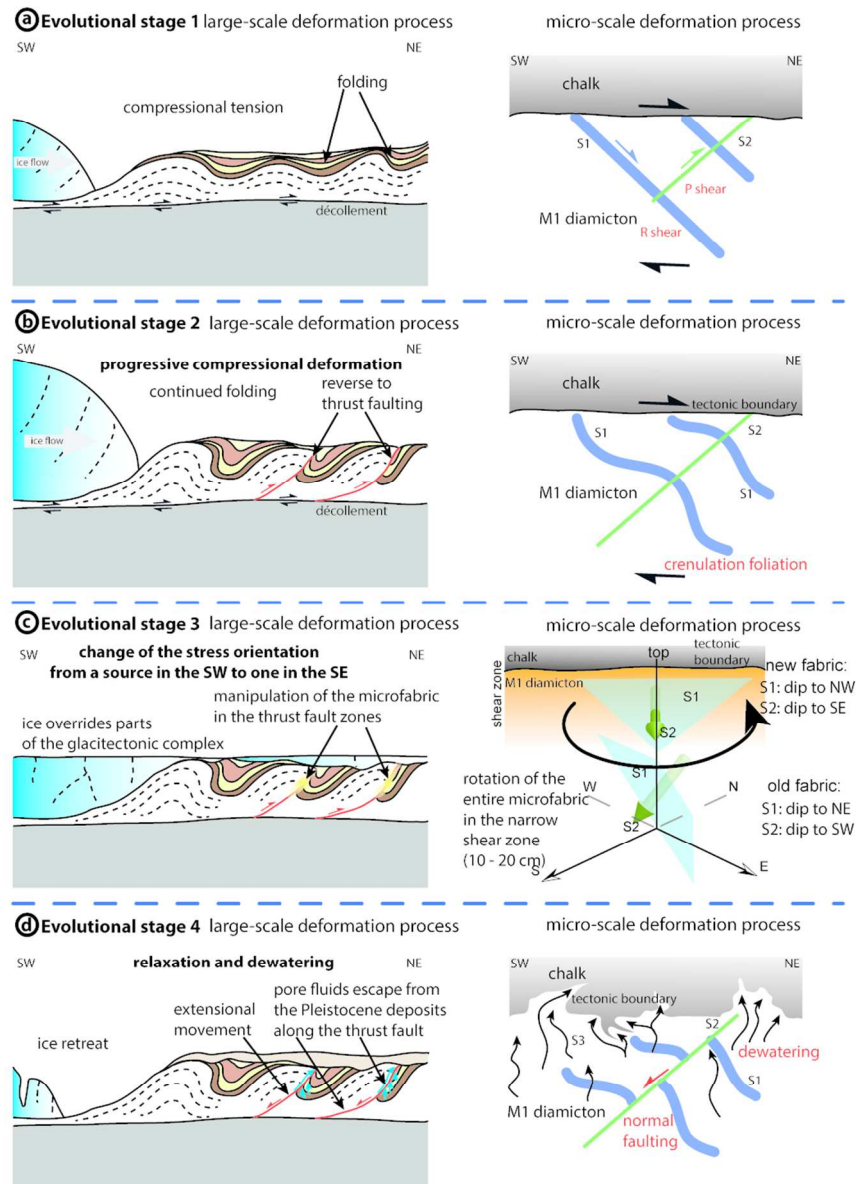 a Evolutional stage 1 large-scale deformation process
micro-scale deformation process
SW
NE
folding
compressional tension
ice flow
décollement
SW
NE
chalk
S1
S2
P shear
M1 diamicton
R shear
b Evolutional stage 2 large-scale deformation process
micro-scale deformation process
SW
NE
progressive compressional deformation
continued folding
reverse to
thrust faulting
ice flow
décollement
SW
NE
chalk
tectonic boundary
S1
S2
M1 diamicton
S1
crenulation foliation
c Evolutional stage 3 large-scale deformation process
micro-scale deformation process
SW
NE
change of the stress orientation
from a source in the SW to one in the SE
manipulation of the microfabric
in the thrust fault zones
ice overrides parts
of the glacitectonic complex
chalk
top
tectonic
boundary
M1 diamicton
shear zone
S1
S2
new fabric:
S1: dip to NW
S2: dip to SE
S1
W
N
S2
rotation of the
entire microfabric
in the narrow
shear zone
(10 - 20 cm)
old fabric:
S1: dip to NE
S2: dip to SW
S
E
d Evolutional stage 4 large-scale deformation process
micro-scale deformation process
SW
NE
relaxation and dewatering
extensional
movement
pore fluids escape from
the Pleistocene deposits
along the thrust fault
ice retreat
SW
NE
chalk
tectonic boundary
S3
S2
dewatering
S1
M1 diamicton
normal
faulting